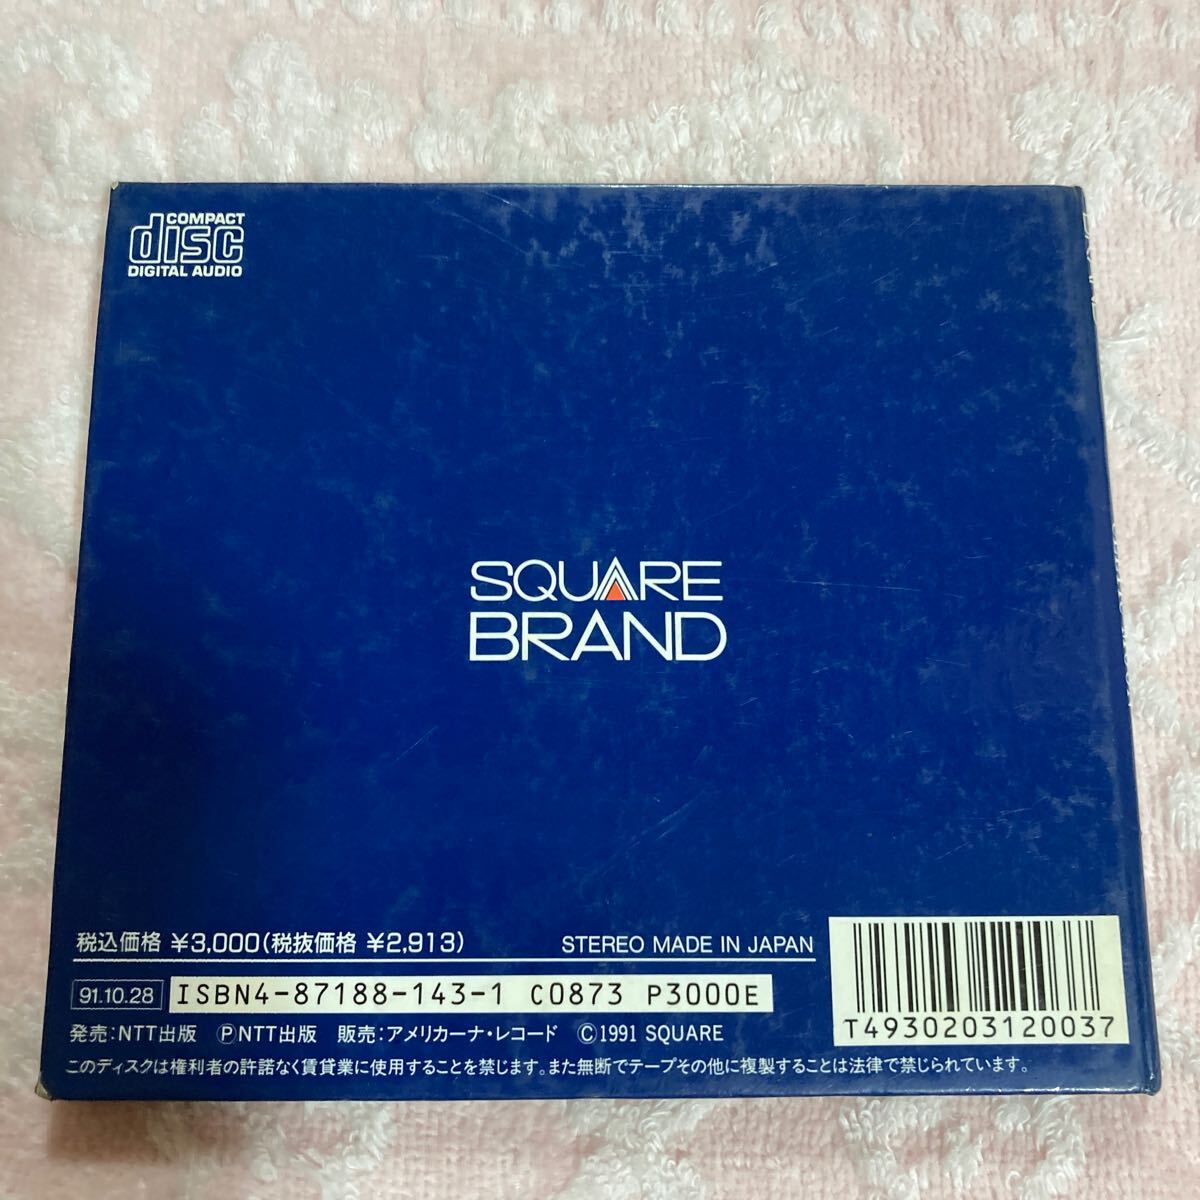 COMPACT
disc
DIGITAL AUDIO
SQUARE
BRAND
税込価格 ¥3,000(税抜価格 ¥2,913)
STEREO MADE IN JAPAN
91.10.28
ISBN4-87188-143-1 C0873 P3000E
T4930203120037
発売:NTT出版 ⓅNTT出版 販売:アメリカーナ・レコード ©1991 SQUARE
このディスクは権利者の許諾なく賃貸業に使用することを禁じます。また無断でテープその他に複製することは法律で禁じられています。